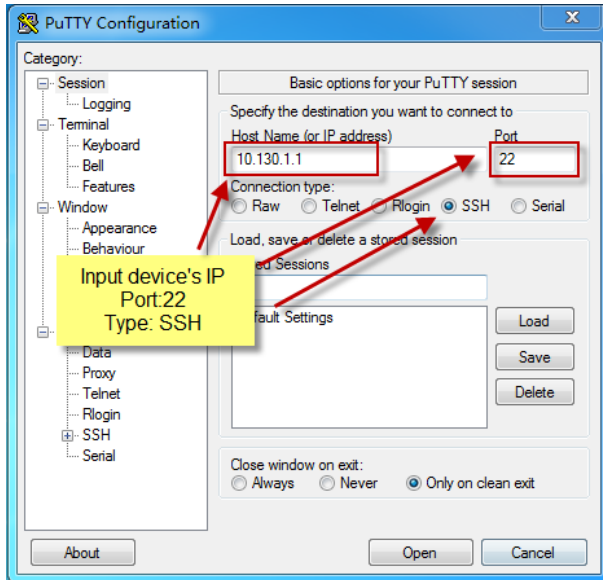 PuTTY Configuration
Category:
Session
Logging
Terminal
Keyboard
Bell
Features
Window
Appearance
Behaviour
Data
Proxy
Telnet
Rlogin
SSH
Serial
Basic options for your PuTTY session
Specify the destination you want to connect to
Host Name (or IP address) Port
10.130.1.1 22
Connection type:
Raw Telnet Rlogin SSH Serial
Load, save or delete a stored session
Sessions
Settings
Load
Save
Delete
Input device's IP
Port:22
Type: SSH
Close window on exit:
Always Never Only on clean exit
About Open Cancel